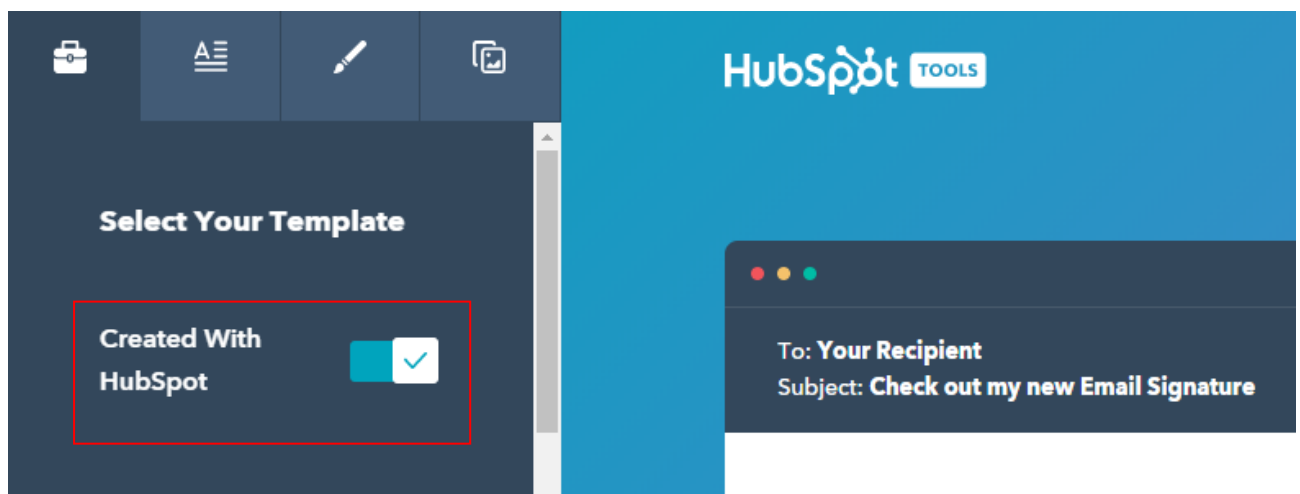 HubSpot TOOLS
Select Your Template
Created With
HubSpot
To: Your Recipient
Subject: Check out my new Email Signature